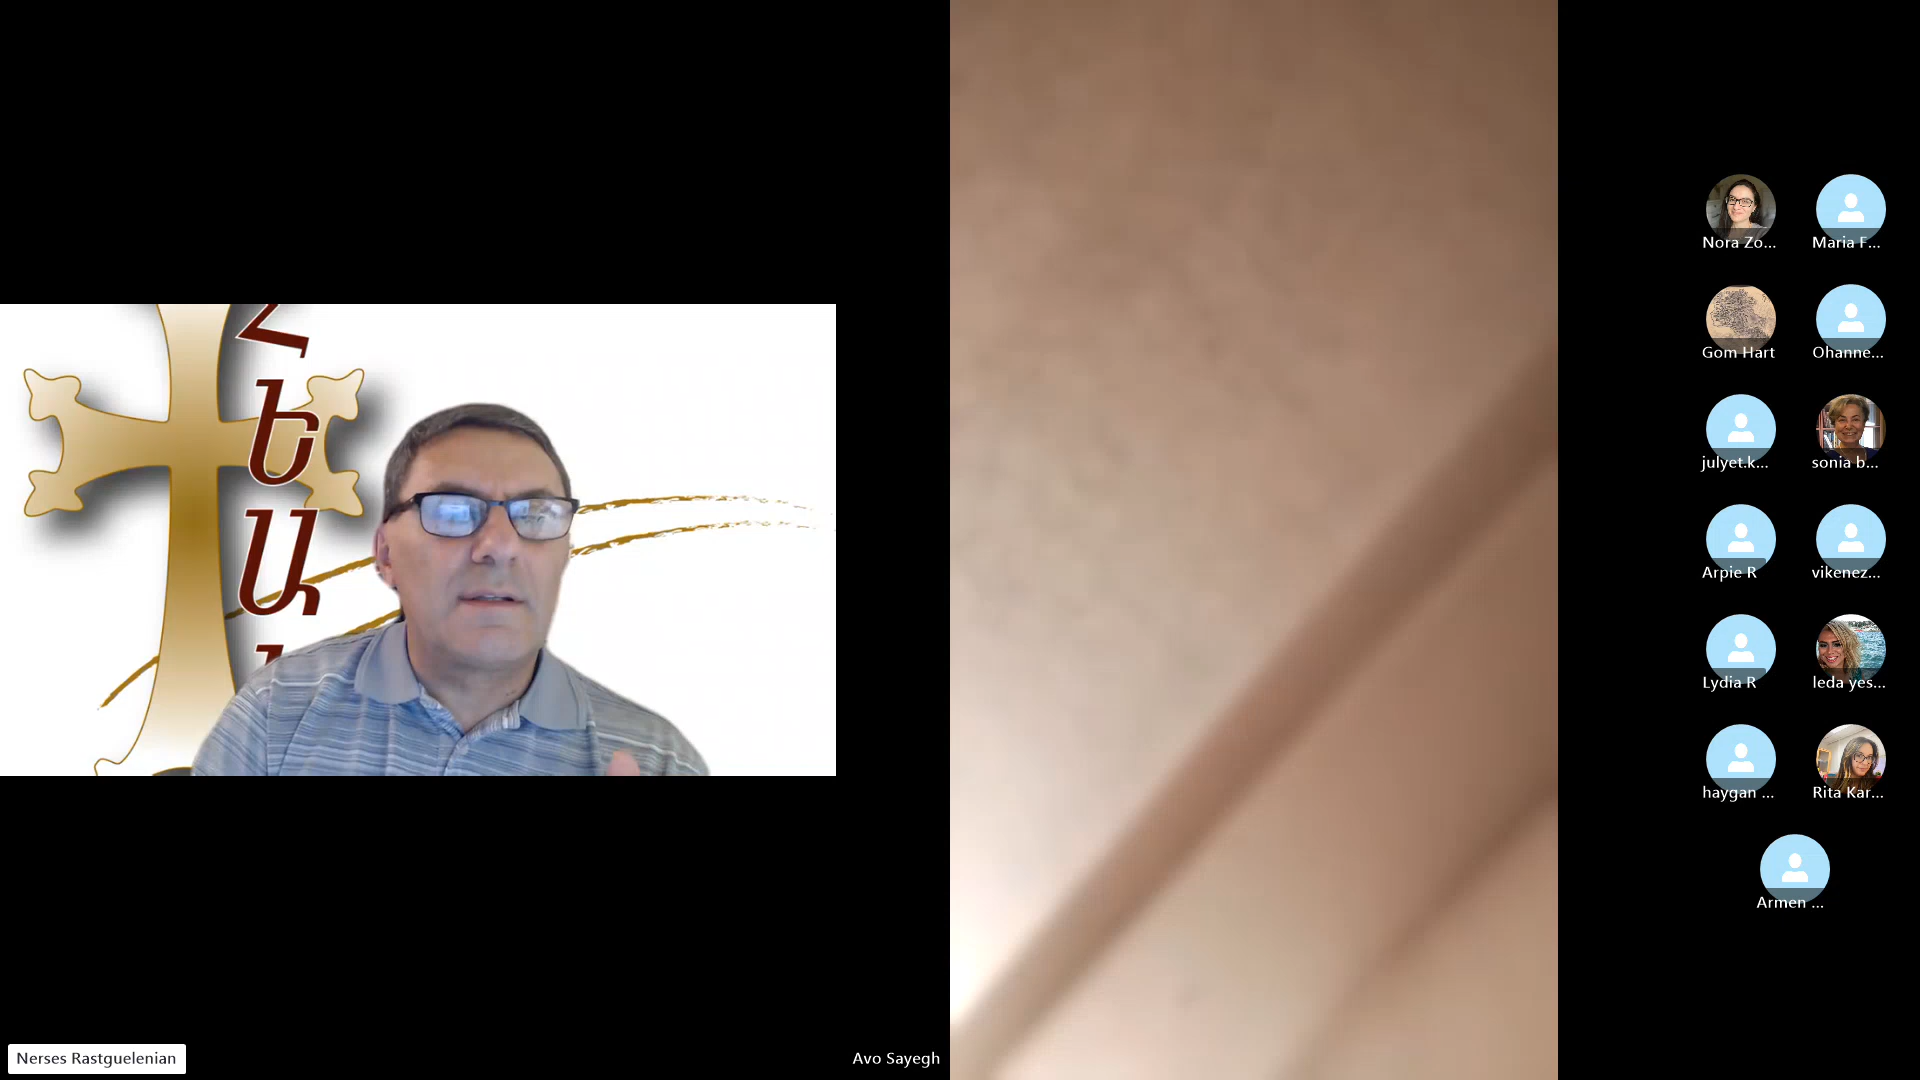 Հ
ե
ա
Nerses Rastguelenian
Avo Sayegh
Nora Zo...
Maria F...
Gom Hart
Ohanne...
julyet.k...
sonia b...
Arpie R
vikenez...
Lydia R
leda yes...
haygan ...
Rita Kar...
Armen ...